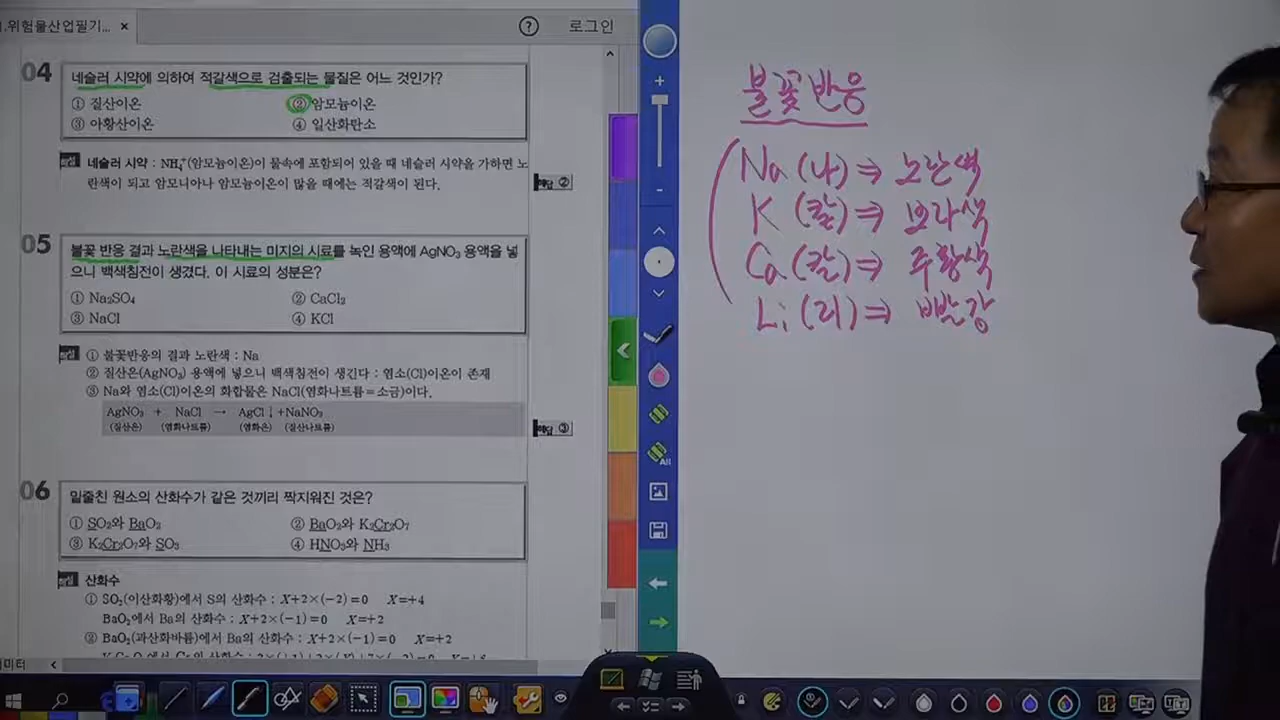 .위험물산업필기... ×
? 로그인
04 네슬러 시약에 의하여 적갈색으로 검출되는 물질은 어느 것인가?
① 질산이온 ② 암모늄이온
③ 아황산이온 ④ 일산화탄소
해설 네슬러 시약 : NH₄⁺(암모늄이온)이 물속에 포함되어 있을 때 네슬러 시약을 가하면 노
란색이 되고 암모니아나 암모늄이온이 많을 때에는 적갈색이 된다.
해답 ②
05 불꽃 반응 결과 노란색을 나타내는 미지의 시료를 녹인 용액에 AgNO₃ 용액을 넣
으니 백색침전이 생겼다. 이 시료의 성분은?
① Na₂SO₄ ② CaCl₂
③ NaCl ④ KCl
해설 ① 불꽃반응의 결과 노란색 : Na
② 질산은(AgNO₃) 용액에 넣으니 백색침전이 생긴다 : 염소(Cl)이온이 존재
③ Na와 염소(Cl)이온의 화합물은 NaCl(염화나트륨=소금)이다.
AgNO₃ + NaCl → AgCl↓ +NaNO₃
(질산은) (염화나트륨) (염화은) (질산나트륨)
해답 ③
06 밑줄친 원소의 산화수가 같은 것끼리 짝지워진 것은?
① SO₂와 BaO₂ ② BaO₂와 K₂Cr₂O₇
③ K₂Cr₂O₇와 SO₃ ④ HNO₃와 NH₃
해설 산화수
① SO₂(이산화황)에서 S의 산화수 : X+2×(−2)=0 X=+4
BaO₂에서 Ba의 산화수 : X+2×(−1)=0 X=+2
② BaO₂(과산화바륨)에서 Ba의 산화수 : X+2×(−1)=0 X=+2
불꽃반응
Na (나) ⇒ 노란색
K (칼) ⇒ 보라색
Ca (칼) ⇒ 주황색
Li (리) ⇒ 빠빨강
All